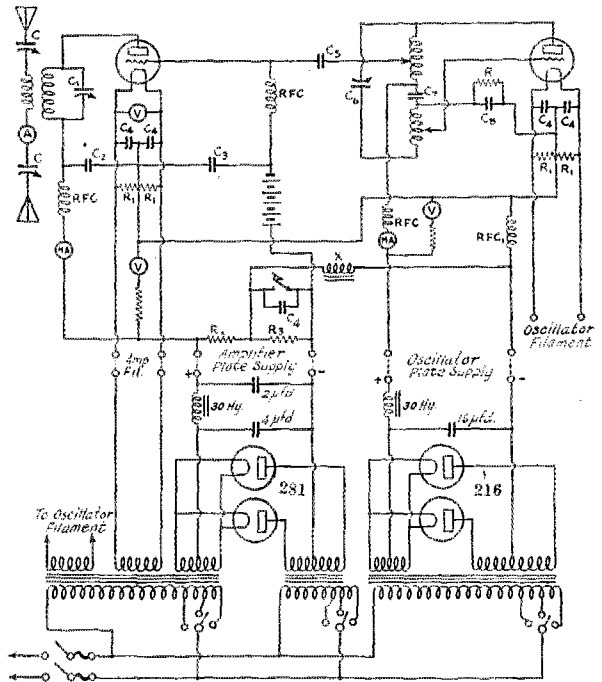 C
C1
A
C
RFC
MA
C2
V
C4
C4
R1
R1
V
C3
RFC
C5
C6
C7
R
C8
C4
C4
R1
R1
RFC
MA
V
RFC1
X
C4
R2
R3
Oscillator
Filament
Amp
Fil.
Amplifier
Plate Supply
+
-
2 µfd
30 Hy.
4 µfd
281
Oscillator
Plate Supply
+
-
30 Hy.
16 µfd.
216
To Oscillator
Filament